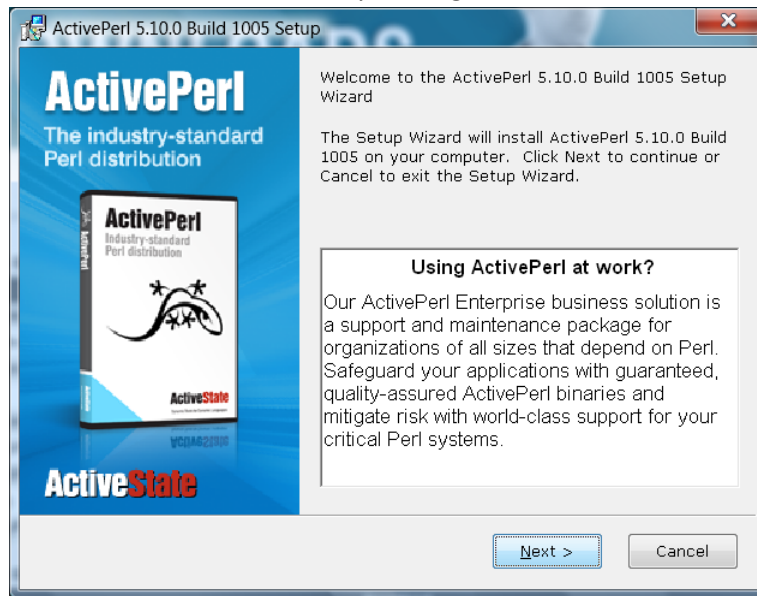 ActivePerl 5.10.0 Build 1005 Setup
ActivePerl
The industry-standard
Perl distribution
ActivePerl
ActivePerl
Industry-standard
Perl distribution
ActiveState
ActiveState
Welcome to the ActivePerl 5.10.0 Build 1005 Setup
Wizard
The Setup Wizard will install ActivePerl 5.10.0 Build
1005 on your computer.  Click Next to continue or
Cancel to exit the Setup Wizard.
Using ActivePerl at work?
Our ActivePerl Enterprise business solution is
a support and maintenance package for
organizations of all sizes that depend on Perl.
Safeguard your applications with guaranteed,
quality-assured ActivePerl binaries and
mitigate risk with world-class support for your
critical Perl systems.
Next >
Cancel